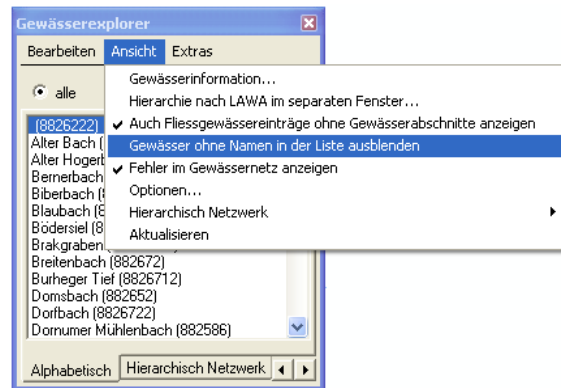 Gewässerexplorer
Bearbeiten Ansicht Extras
alle
Gewässerinformation...
Hierarchie nach LAWA im separaten Fenster...
Auch Fliessgewässereinträge ohne Gewässerabschnitte anzeigen
Gewässer ohne Namen in der Liste ausblenden
Fehler im Gewässernetz anzeigen
Optionen...
Hierarchisch Netzwerk
Aktualisieren
(8826222)
Alter Bach (
Alter
Bernerbach
Biberbach (
Blaubach (8
Bödersiel (8
Brakgraben
Breitenbach (882672)
Burheger Tief (8826712)
Domsbach (882652)
Dorfbach (8826722)
Dornumer Mühlenbach (882586)
Alphabetisch Hierarchisch Netzwerk